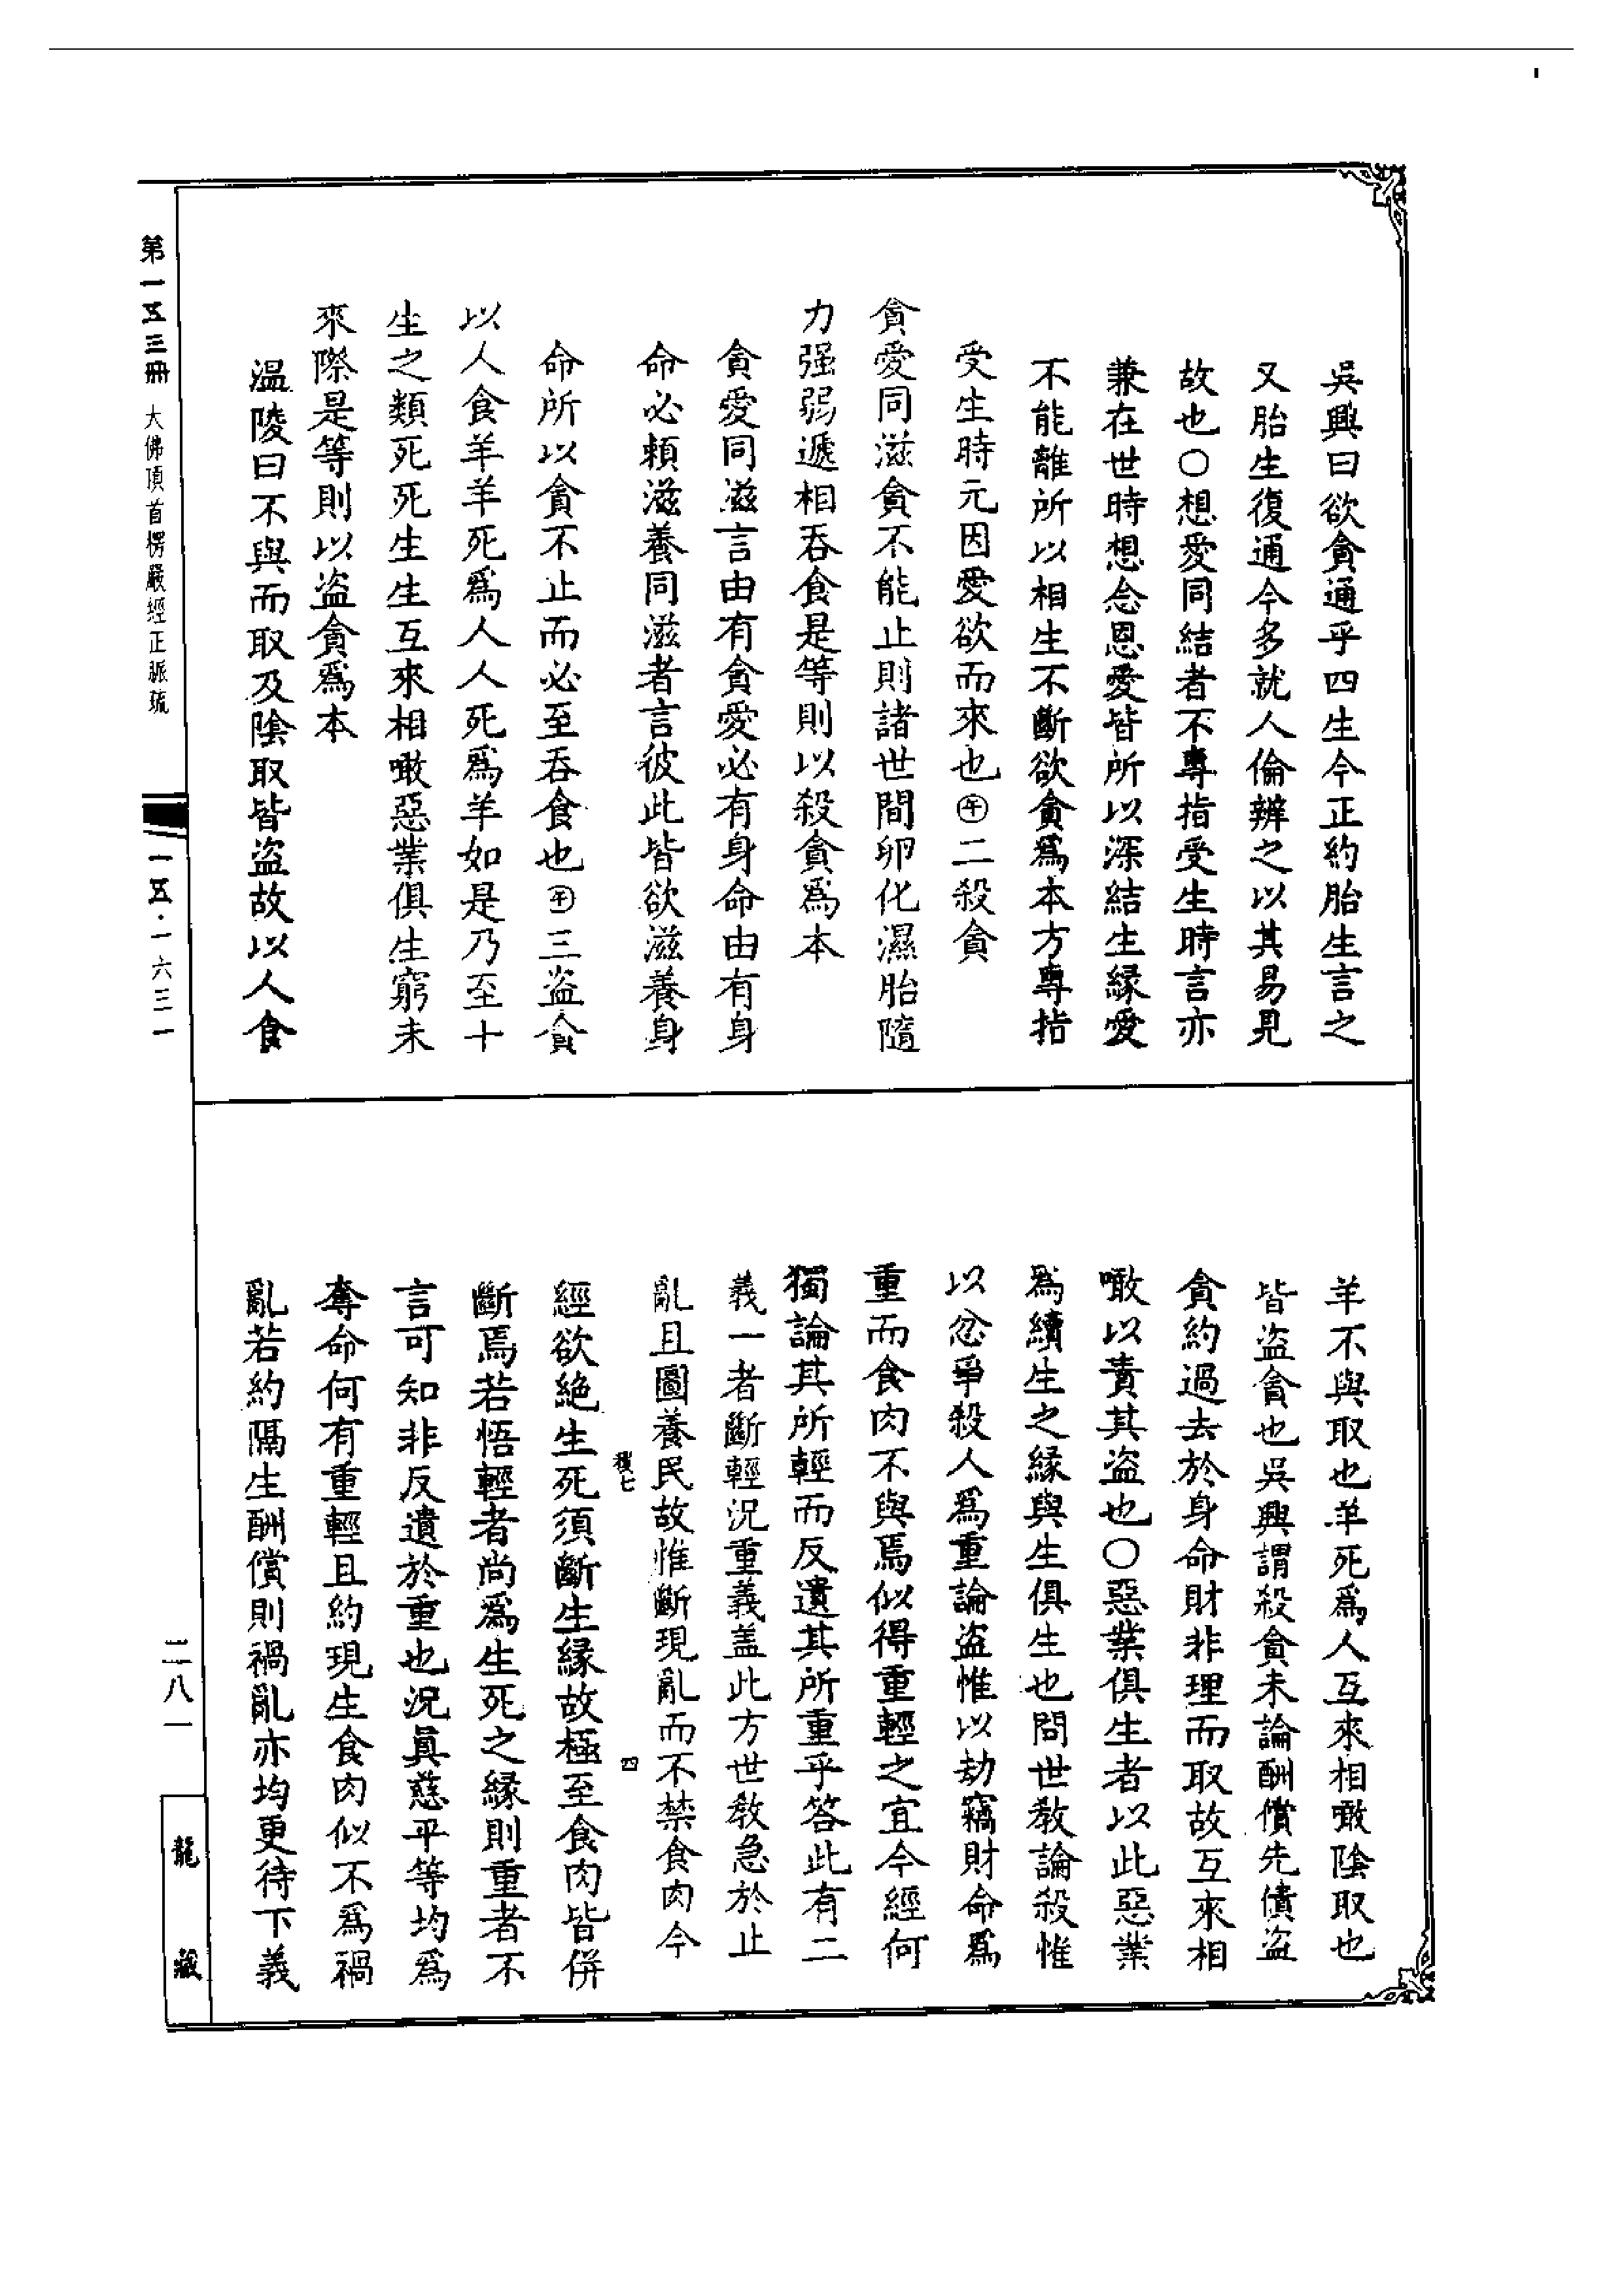 吳興曰欲貪通乎四生今正約胎生言之
又胎生復通今多就人倫辨之以其易見
故也〇想愛同結者不專指受生時言亦
兼在世時想念恩愛皆所以深結生緣愛
不能離所以相生不斷欲貪爲本方專指
受生時元因愛欲而來也㊉二殺貪
貪愛同滋貪不能止則諸世間卵化濕胎隨
力强弱遞相吞食是等則以殺貪爲本
貪愛同滋言由有貪愛必有身命由有身
命必賴滋養同滋者言彼此皆欲滋養身
命所以貪不止而必至吞食也 三盜貪
以人食羊羊死爲人人死爲羊如是乃至十
生之類死死生生互來相噉惡業俱生窮未
來際是等則以盜貪爲本
溫陵曰不與而取及陰取皆盜故以人食
羊不與取也羊死爲人互來相噉陰取也
皆盜貪也吳興謂殺貪未論酬償先債盜
貪約過去於身命財非理而取故互來相
噉以責其盜也〇惡業俱生者以此惡業
爲續生之緣與生俱生也問世教論殺惟
以忿爭殺人爲重論盜惟以劫竊財命爲
重而食肉不與焉似得重輕之宜今經何
獨論其所輕而反遺其所重乎答此有二
義一者斷輕況重義蓋此方世教急於止
亂且圖養民故惟斷現亂而不禁食肉今
經欲絶生死須斷生緣故極至食肉皆併
斷焉若悟輕者尚爲生死之緣則重者不
言可知非反遺於重也況眞慈平等均爲
奪命何有重輕且約現生食肉似不爲禍
亂若約隔生酬償則禍亂亦均更待下義
四
第一五三冊 大佛頂首楞嚴經正脈疏
一五·一六三一
二八一
龍藏